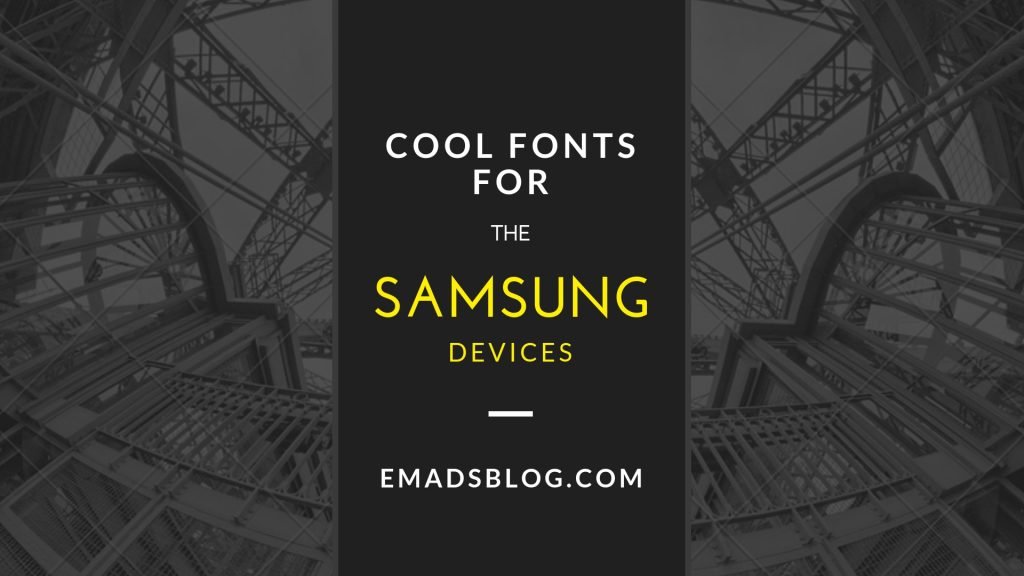 COOL FONTS
FOR
THE
SAMSUNG
DEVICES
EMADSBLOG.COM